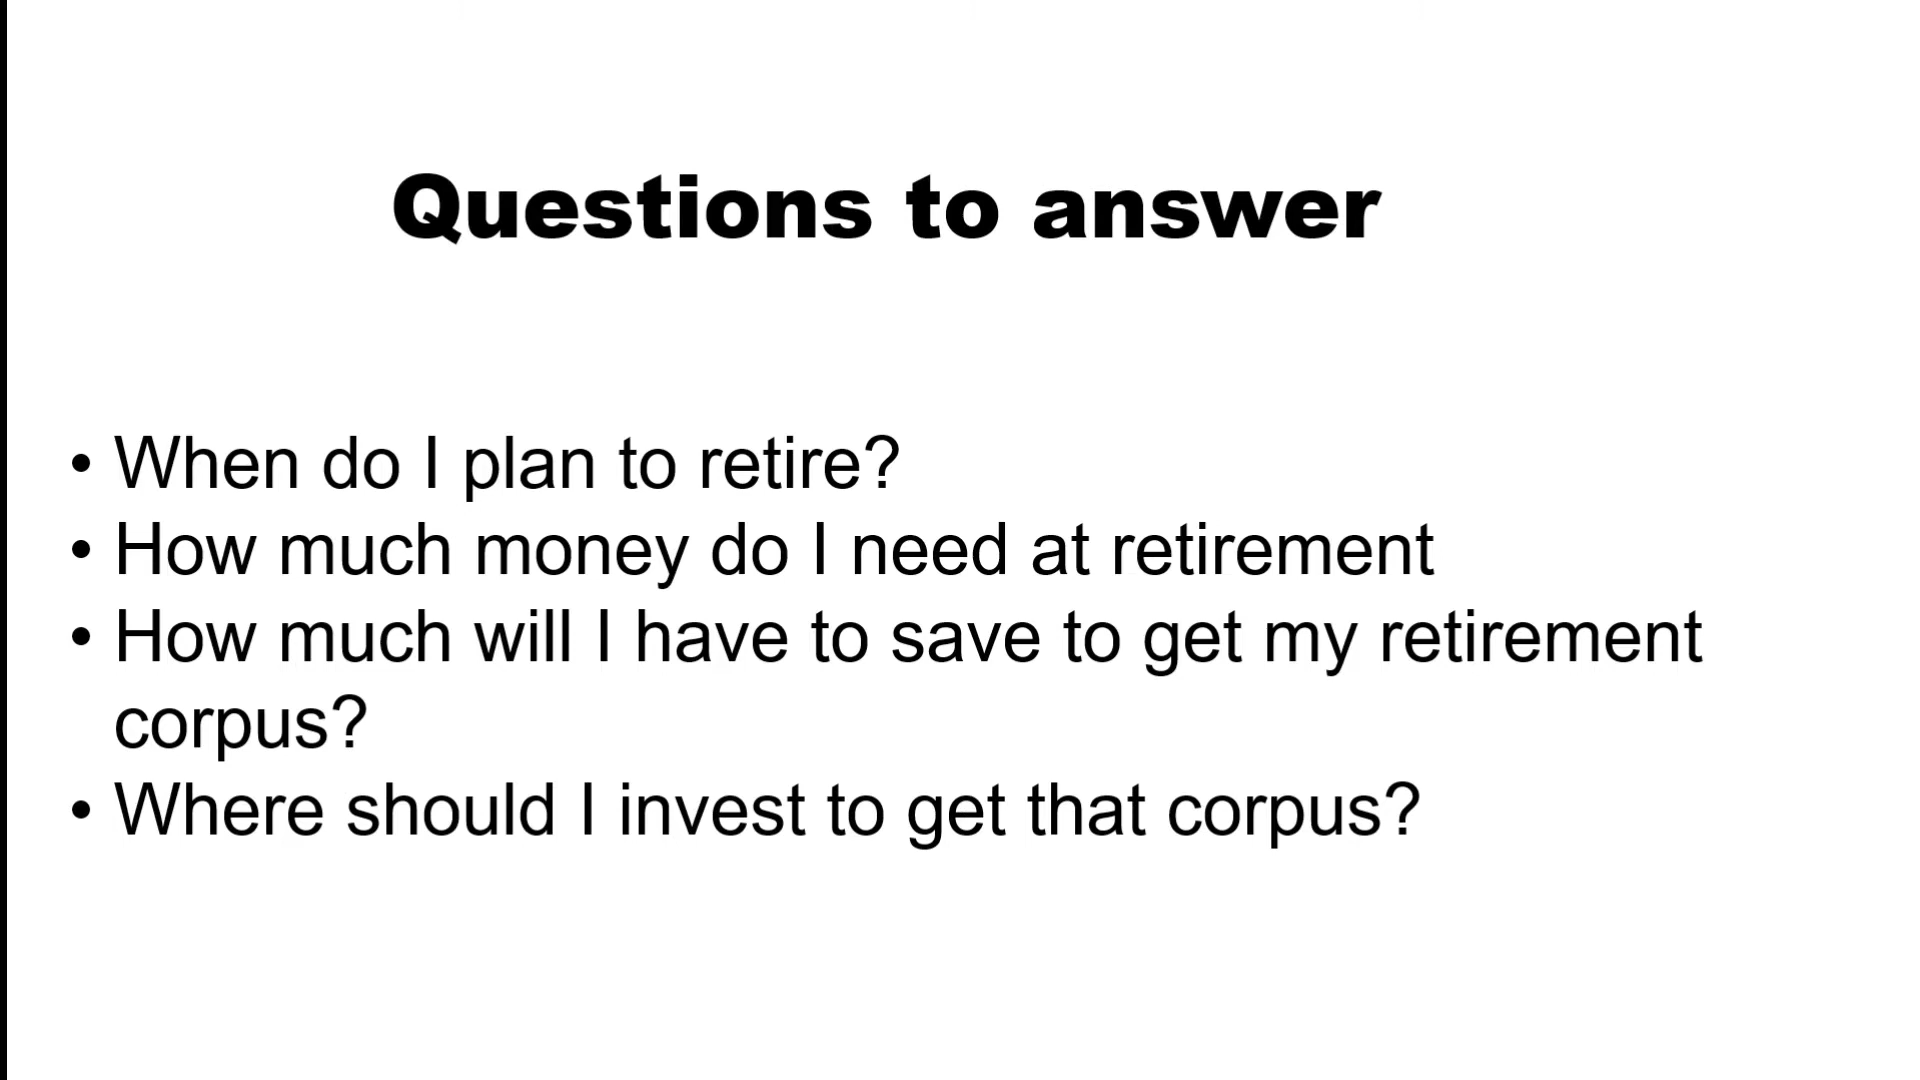 Questions to answer
• When do I plan to retire?
• How much money do I need at retirement
• How much will I have to save to get my retirement
corpus?
• Where should I invest to get that corpus?